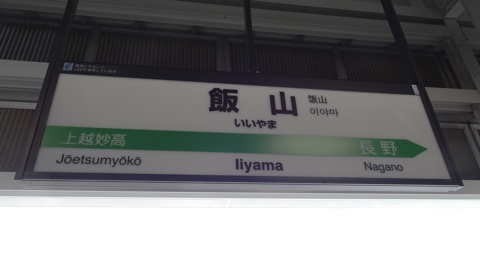 飯山
饭山
이이야마
いいやま
上越妙高
長野
Jōetsumyōkō
Iiyama
Nagano